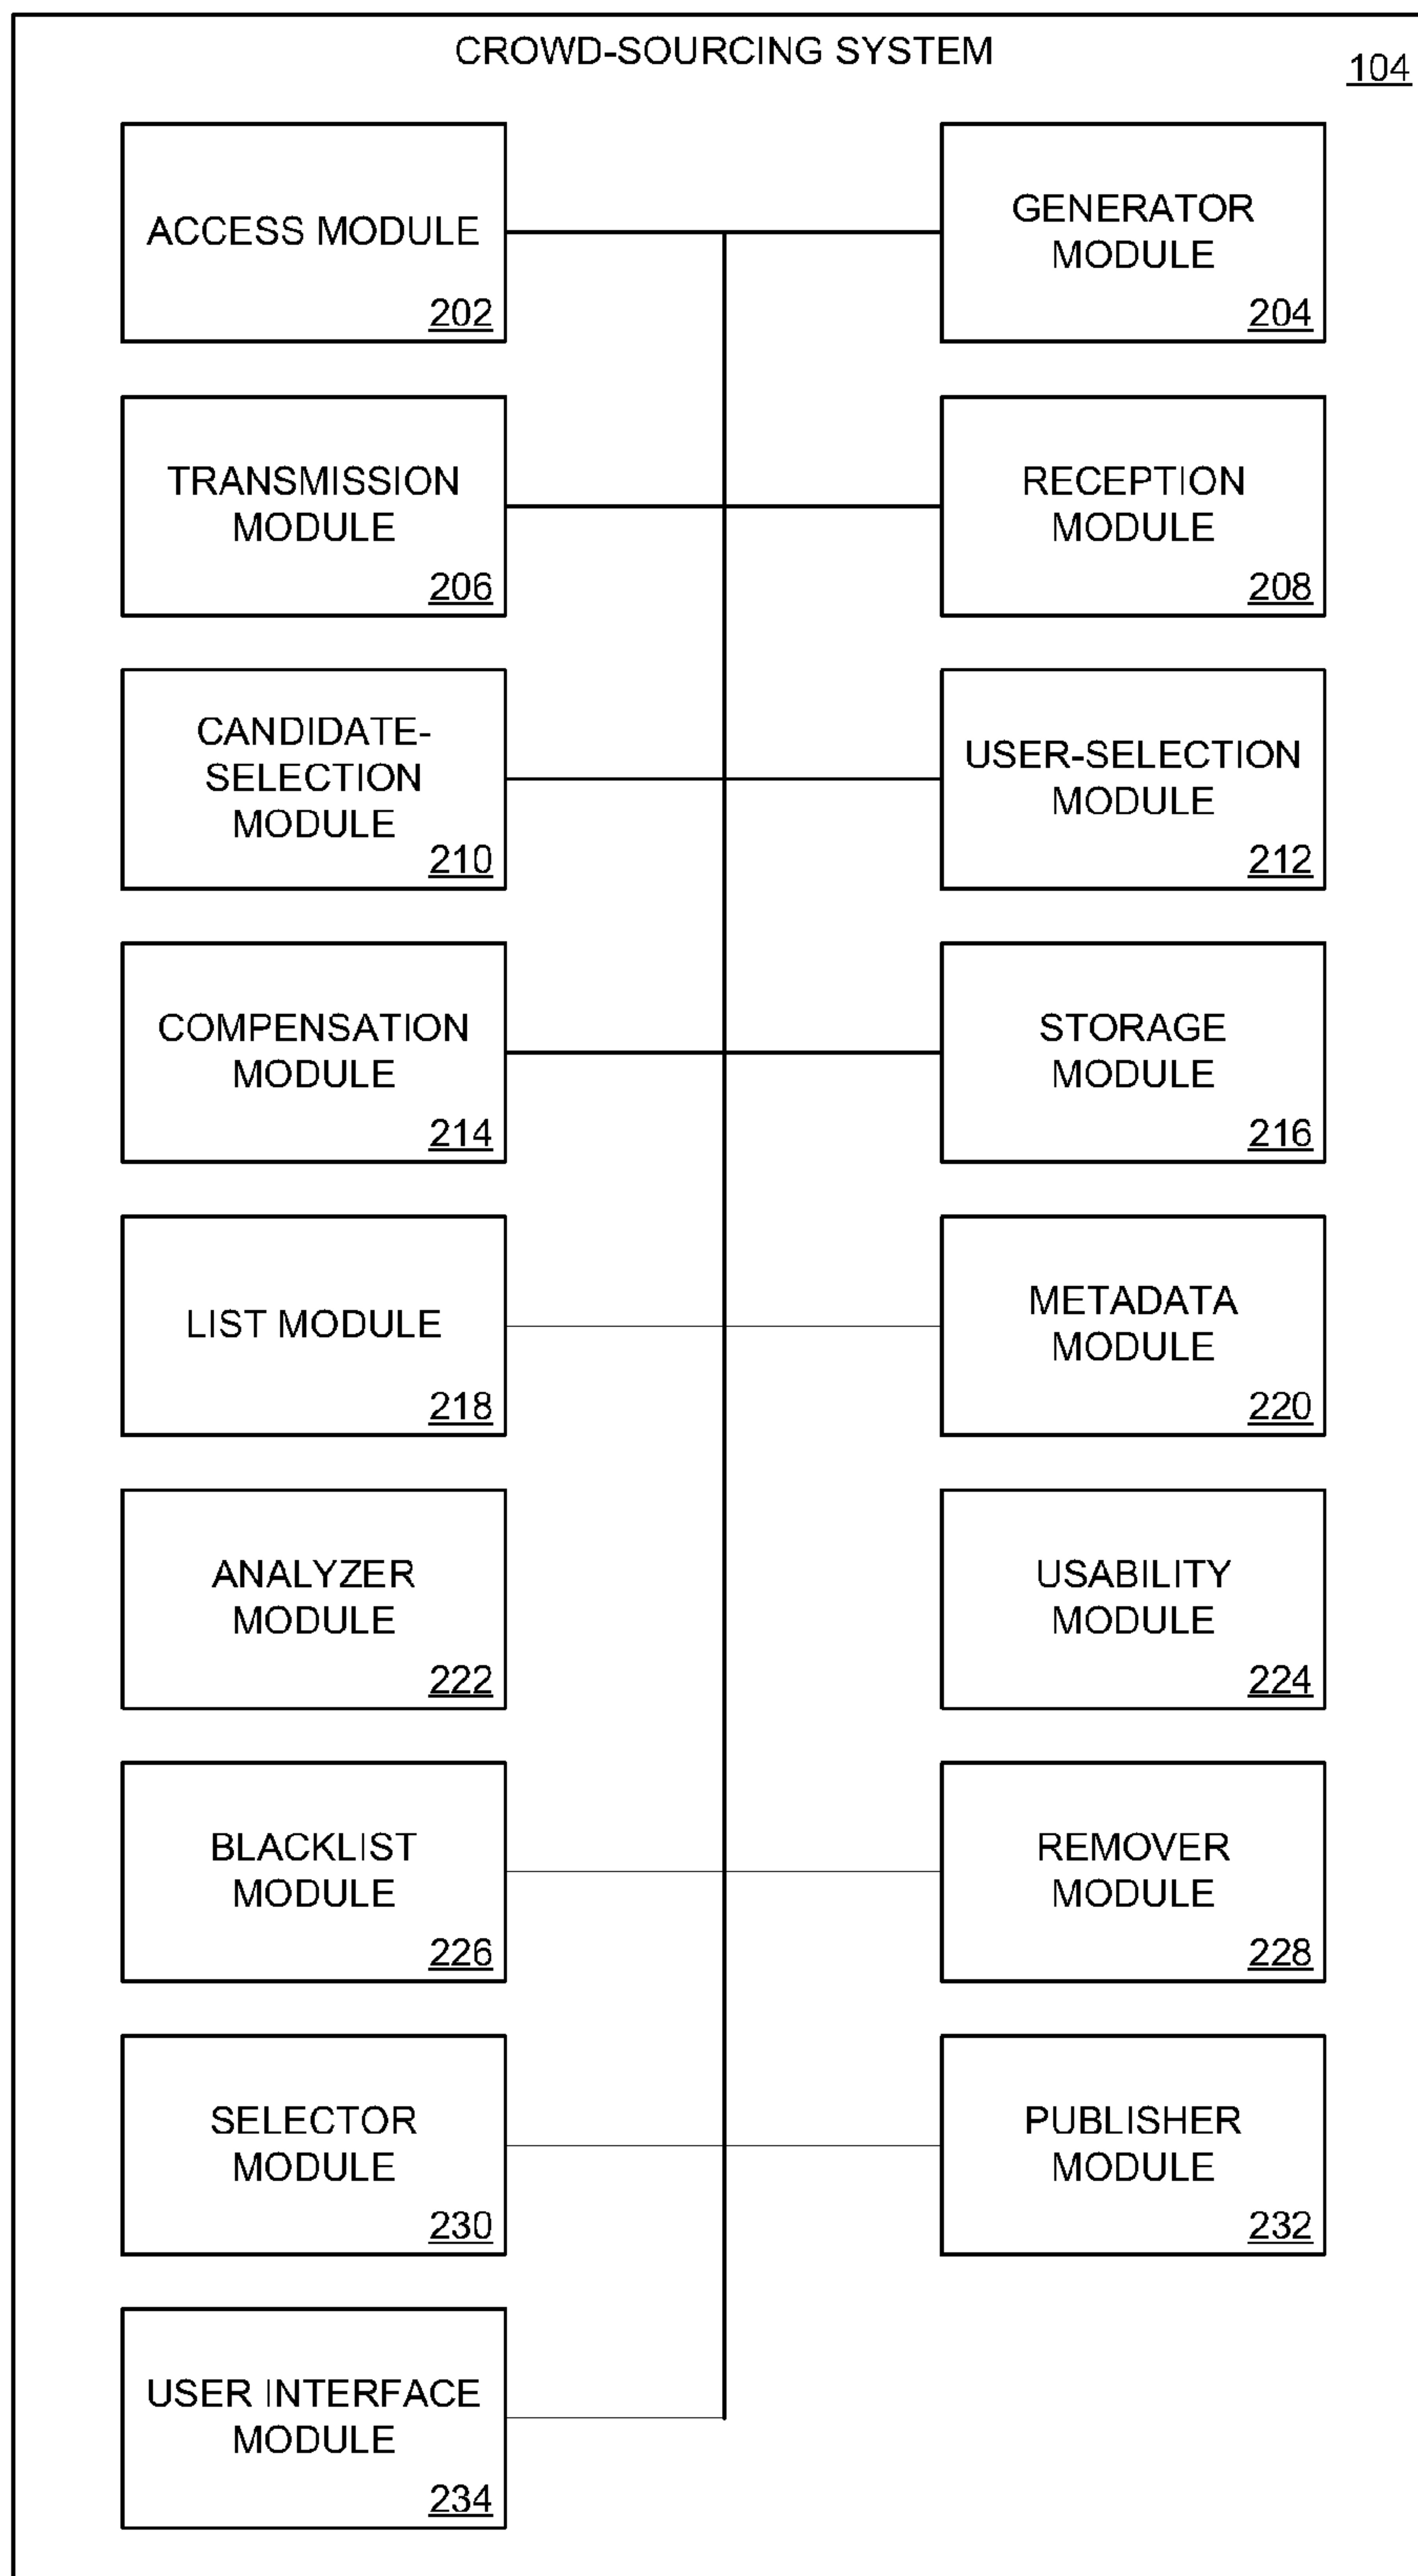 CROWD-SOURCING SYSTEM
104
ACCESS MODULE
202
GENERATOR
MODULE
204
TRANSMISSION
MODULE
206
RECEPTION
MODULE
208
CANDIDATE-
SELECTION
MODULE
210
USER-SELECTION
MODULE
212
COMPENSATION
MODULE
214
STORAGE
MODULE
216
LIST MODULE
218
METADATA
MODULE
220
ANALYZER
MODULE
222
USABILITY
MODULE
224
BLACKLIST
MODULE
226
REMOVER
MODULE
228
SELECTOR
MODULE
230
PUBLISHER
MODULE
232
USER INTERFACE
MODULE
234